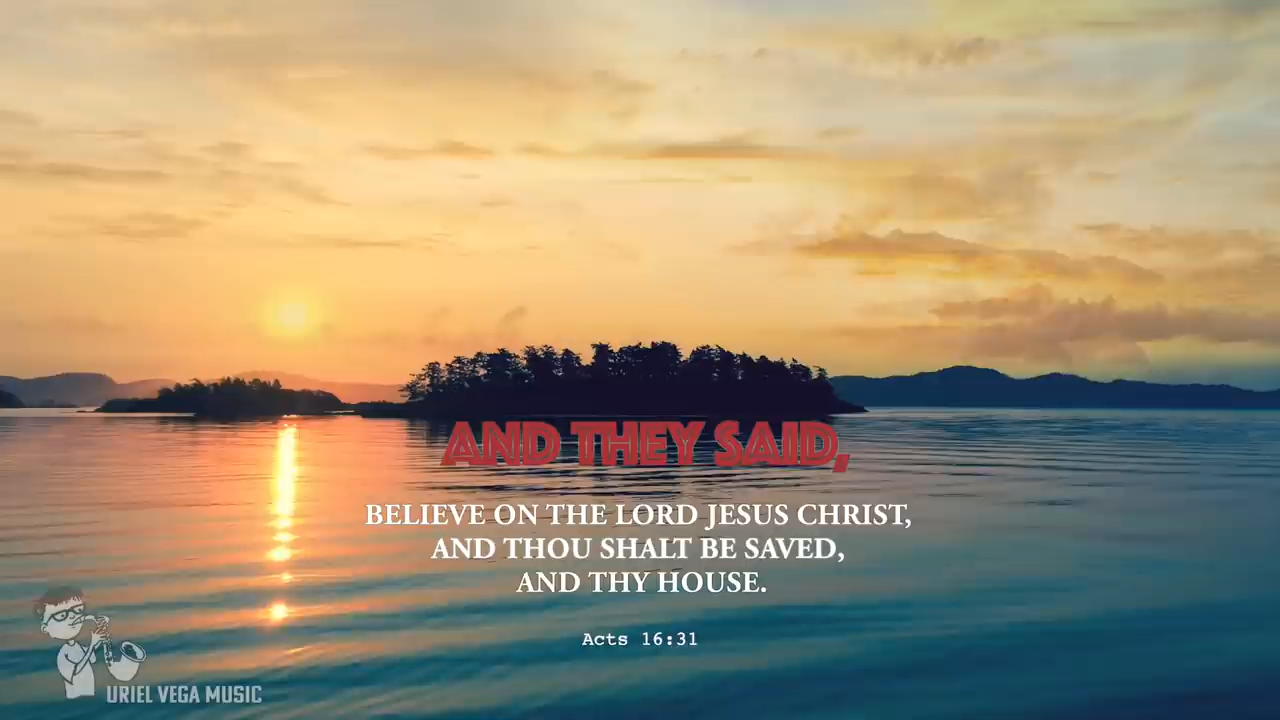 AND THEY SAID,
BELIEVE ON THE LORD JESUS CHRIST,
AND THOU SHALT BE SAVED,
AND THY HOUSE.
Acts 16:31
URIEL VEGA MUSIC